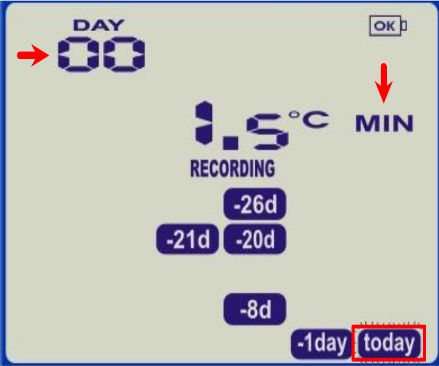 DAY
OK
00
1.5°C MIN
RECORDING
-26d
-21d -20d
-8d
-1day today